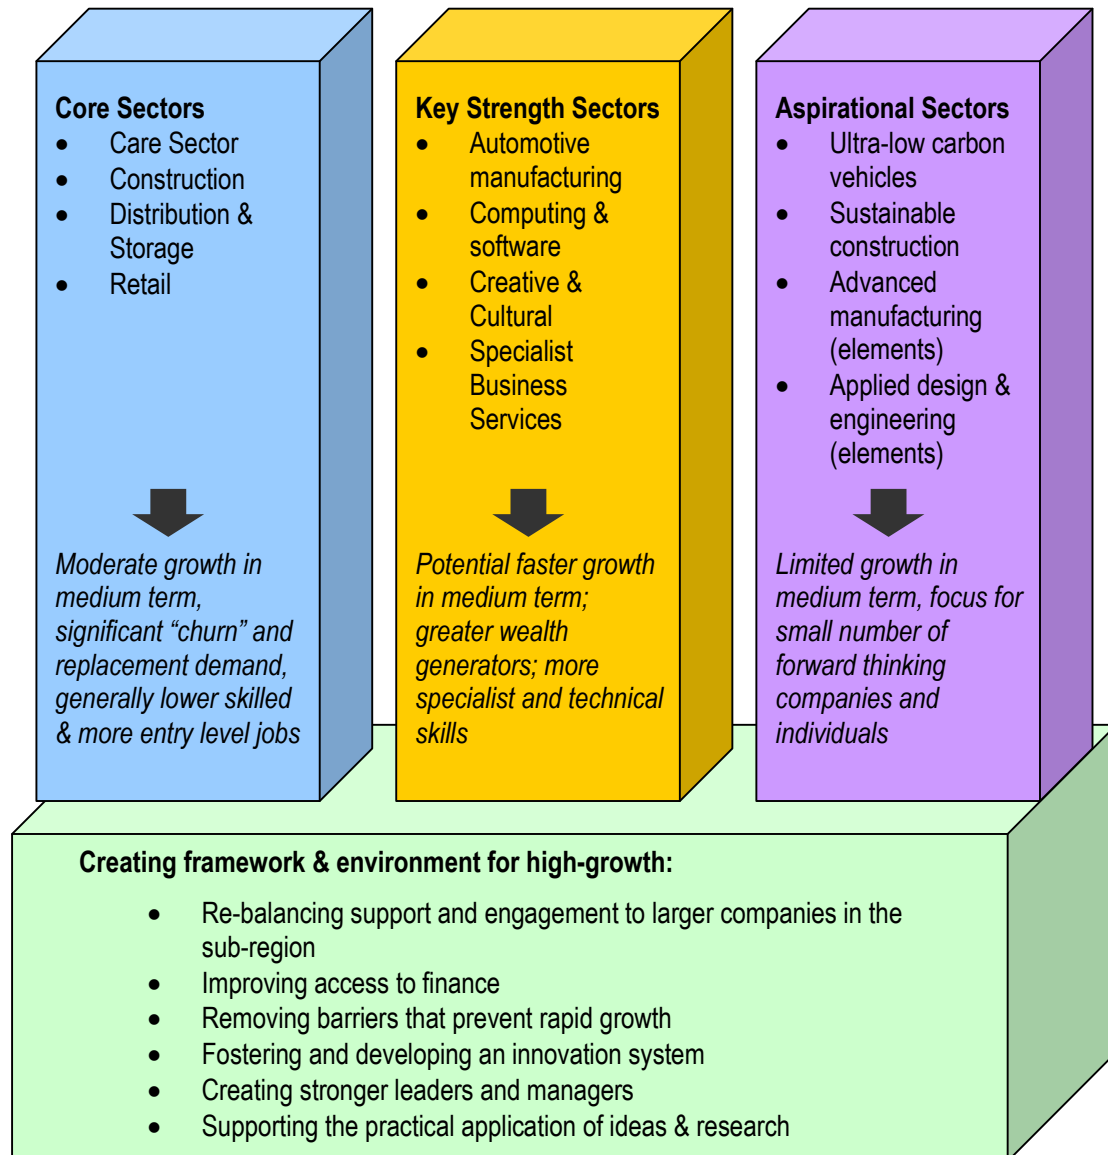 Core Sectors
• Care Sector
• Construction
• Distribution &
Storage
• Retail
Moderate growth in
medium term,
significant “churn” and
replacement demand,
generally lower skilled
& more entry level jobs
Key Strength Sectors
• Automotive
manufacturing
• Computing &
software
• Creative &
Cultural
• Specialist
Business
Services
Potential faster growth
in medium term;
greater wealth
generators; more
specialist and technical
skills
Aspirational Sectors
• Ultra-low carbon
vehicles
• Sustainable
construction
• Advanced
manufacturing
(elements)
• Applied design &
engineering
(elements)
Limited growth in
medium term, focus for
small number of
forward thinking
companies and
individuals
Creating framework & environment for high-growth:
• Re-balancing support and engagement to larger companies in the
sub-region
• Improving access to finance
• Removing barriers that prevent rapid growth
• Fostering and developing an innovation system
• Creating stronger leaders and managers
• Supporting the practical application of ideas & research